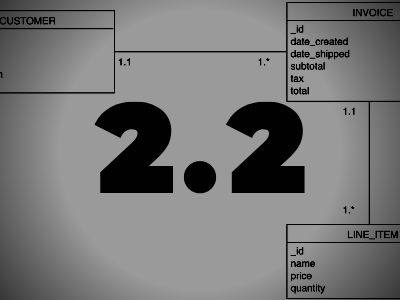 CUSTOMER
INVOICE
_id
date_created
date_shipped
subtotal
tax
total
1.1
1.*
2.2
1.1
1.*
LINE_ITEM
_id
name
price
quantity